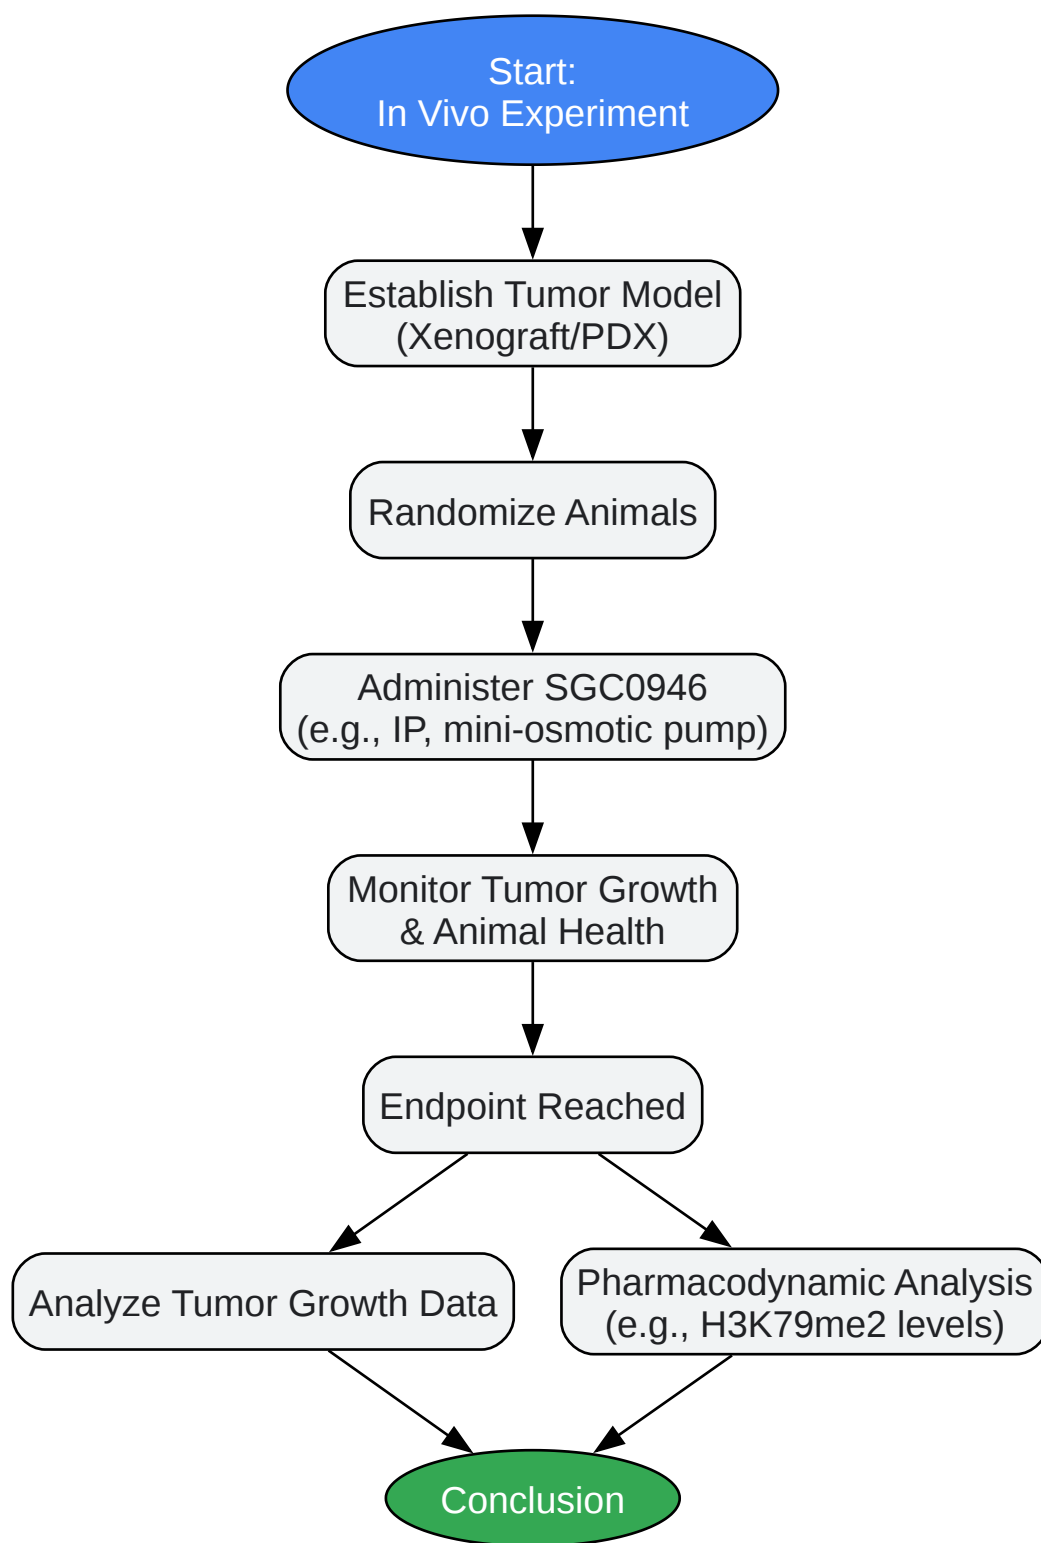 Start:
In Vivo Experiment
Establish Tumor Model
(Xenograft/PDX)
Randomize Animals
Administer SGC0946
(e.g., IP, mini-osmotic pump)
Monitor Tumor Growth
& Animal Health
Endpoint Reached
Analyze Tumor Growth Data
Pharmacodynamic Analysis
(e.g., H3K79me2 levels)
Conclusion